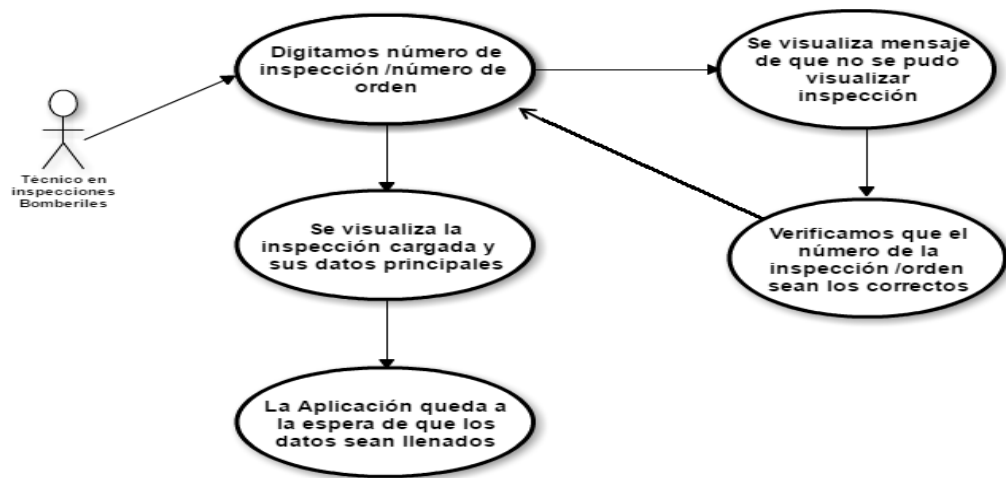 Digitamos número de
inspección /número de
orden
Se visualiza mensaje
de que no se pudo
visualizar
inspección
Técnico en
inspecciones
Bomberiles
Se visualiza la
inspección cargada y
sus datos principales
Verificamos que el
número de la
inspección /orden
sean los correctos
La Aplicación queda a
la espera de que los
datos sean llenados